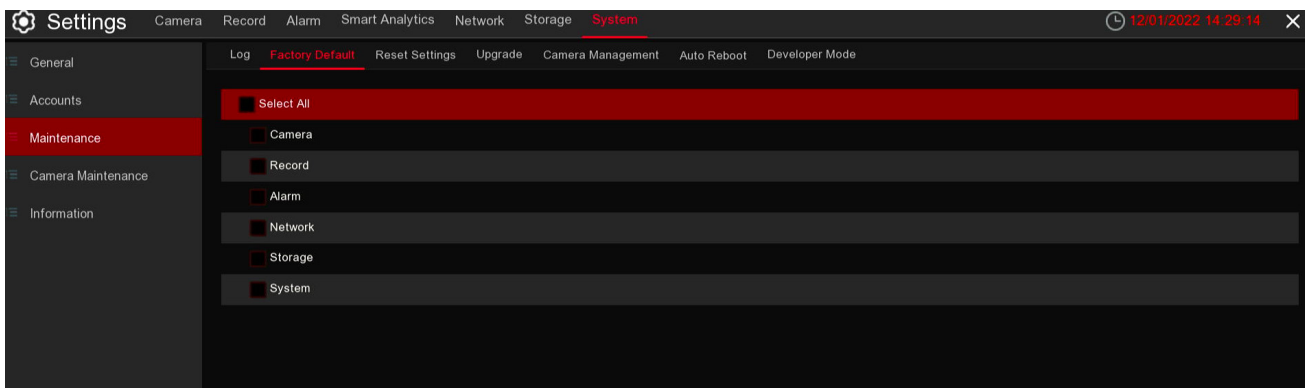 Settings Camera Record Alarm Smart Analytics Network Storage System 12/01/2022 14:29:14
Log Factory Default Reset Settings Upgrade Camera Management Auto Reboot Developer Mode
General
Accounts
Maintenance
Camera Maintenance
Information
Select All
Camera
Record
Alarm
Network
Storage
System